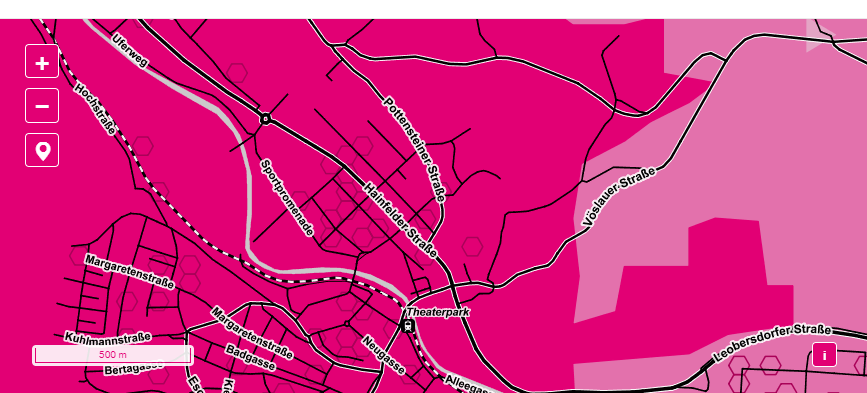 Uferweg
Hochstraße
Pottensteiner Straße
Sportpromenade
Hainfelder Straße
Vöslauer Straße
Margaretenstraße
Theaterpark
Margaretenstraße
Kuhlmannstraße
Badgasse
Neugasse
Leobersdorfer Straße
500 m
i
Bertagasse
Alleegas